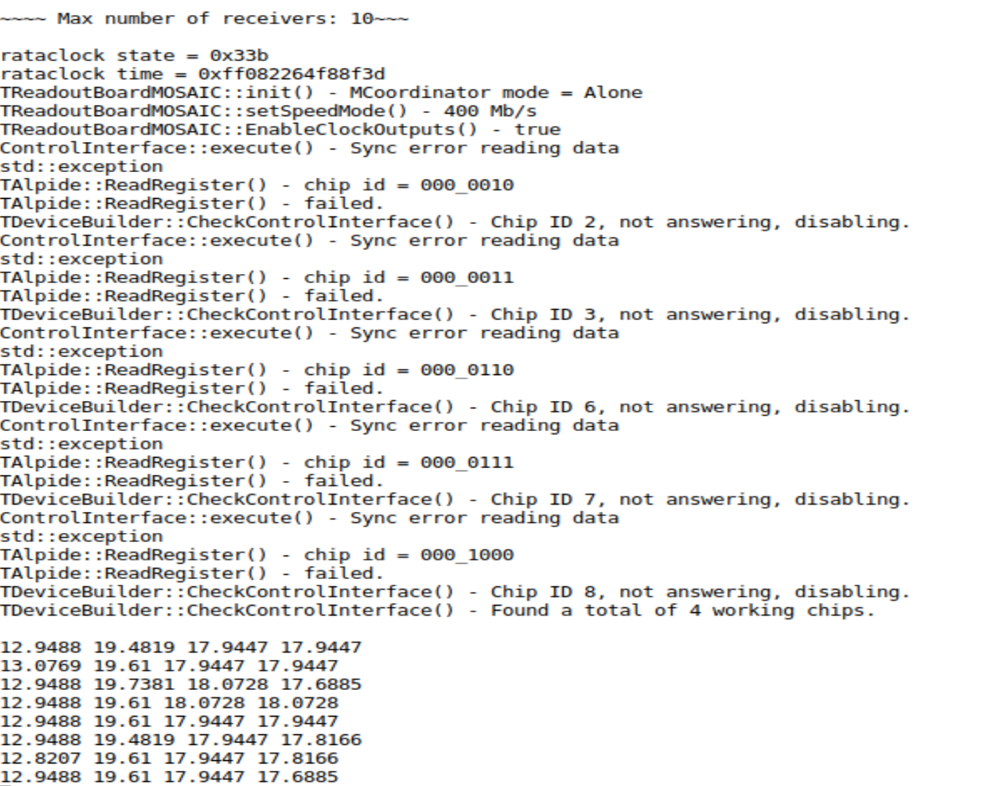 ~~~~ Max number of receivers: 10~~~
rataclock state = 0x33b
rataclock time = 0xff082264f88f3d
TReadoutBoardMOSAIC::init() - MCoordinator mode = Alone
TReadoutBoardMOSAIC::setSpeedMode() - 400 Mb/s
TReadoutBoardMOSAIC::EnableClockOutputs() - true
ControlInterface::execute() - Sync error reading data
std::exception
TAlpide::ReadRegister() - chip id = 000_0010
TAlpide::ReadRegister() - failed.
TDeviceBuilder::CheckControlInterface() - Chip ID 2, not answering, disabling.
ControlInterface::execute() - Sync error reading data
std::exception
TAlpide::ReadRegister() - chip id = 000_0011
TAlpide::ReadRegister() - failed.
TDeviceBuilder::CheckControlInterface() - Chip ID 3, not answering, disabling.
ControlInterface::execute() - Sync error reading data
std::exception
TAlpide::ReadRegister() - chip id = 000_0110
TAlpide::ReadRegister() - failed.
TDeviceBuilder::CheckControlInterface() - Chip ID 6, not answering, disabling.
ControlInterface::execute() - Sync error reading data
std::exception
TAlpide::ReadRegister() - chip id = 000_0111
TAlpide::ReadRegister() - failed.
TDeviceBuilder::CheckControlInterface() - Chip ID 7, not answering, disabling.
ControlInterface::execute() - Sync error reading data
std::exception
TAlpide::ReadRegister() - chip id = 000_1000
TAlpide::ReadRegister() - failed.
TDeviceBuilder::CheckControlInterface() - Chip ID 8, not answering, disabling.
TDeviceBuilder::CheckControlInterface() - Found a total of 4 working chips.
12.9488 19.4819 17.9447 17.9447
13.0769 19.61 17.9447 17.9447
12.9488 19.7381 18.0728 17.6885
12.9488 19.61 18.0728 18.0728
12.9488 19.61 17.9447 17.9447
12.9488 19.4819 17.9447 17.8166
12.8207 19.61 17.9447 17.8166
12.9488 19.61 17.9447 17.6885